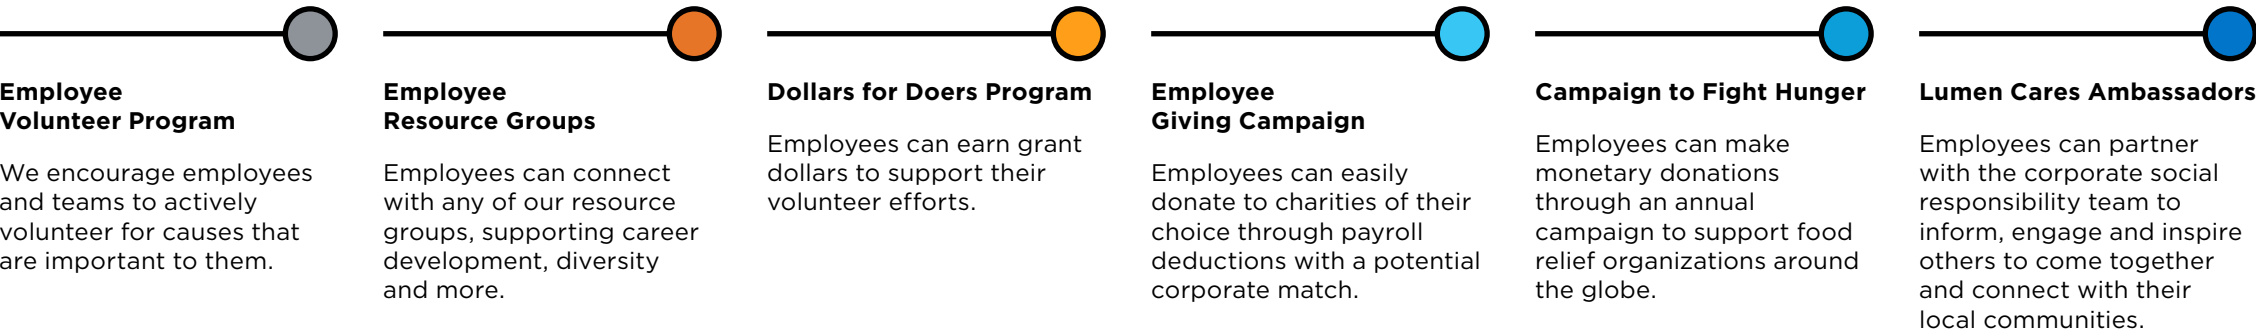 Employee
Volunteer Program
We encourage employees
and teams to actively
volunteer for causes that
are important to them.
Employee
Resource Groups
Employees can connect
with any of our resource
groups, supporting career
development, diversity
and more.
Dollars for Doers Program
Employees can earn grant
dollars to support their
volunteer efforts.
Employee
Giving Campaign
Employees can easily
donate to charities of their
choice through payroll
deductions with a potential
corporate match.
Campaign to Fight Hunger
Employees can make
monetary donations
through an annual
campaign to support food
relief organizations around
the globe.
Lumen Cares Ambassadors
Employees can partner
with the corporate social
responsibility team to
inform, engage and inspire
others to come together
and connect with their
local communities.